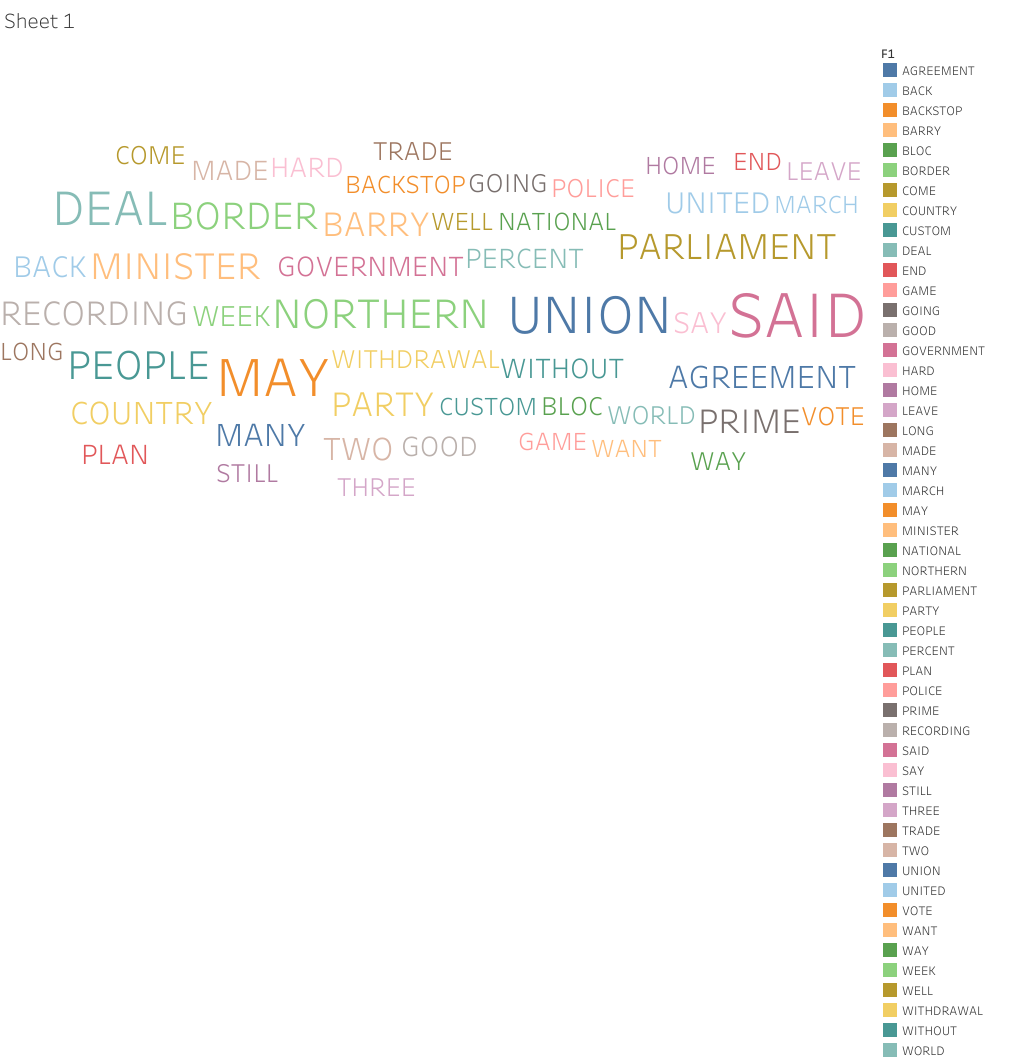 Sheet 1
COME MADE HARD TRADE HOME END LEAVE
BACKSTOP GOING POLICE
DEAL BORDER BARRY WELL NATIONAL UNITED MARCH
PARLIAMENT
BACK MINISTER GOVERNMENT PERCENT
RECORDING WEEK NORTHERN UNION SAY SAID
LONG PEOPLE MAY WITHDRAWAL WITHOUT AGREEMENT
COUNTRY PARTY CUSTOM BLOC WORLD PRIME VOTE
PLAN MANY TWO GOOD GAME WANT WAY
STILL THREE
F1
AGREEMENT
BACK
BACKSTOP
BARRY
BLOC
BORDER
COME
COUNTRY
CUSTOM
DEAL
END
GAME
GOING
GOOD
GOVERNMENT
HARD
HOME
LEAVE
LONG
MADE
MANY
MARCH
MAY
MINISTER
NATIONAL
NORTHERN
PARLIAMENT
PARTY
PEOPLE
PERCENT
PLAN
POLICE
PRIME
RECORDING
SAID
SAY
STILL
THREE
TRADE
TWO
UNION
UNITED
VOTE
WANT
WAY
WEEK
WELL
WITHDRAWAL
WITHOUT
WORLD